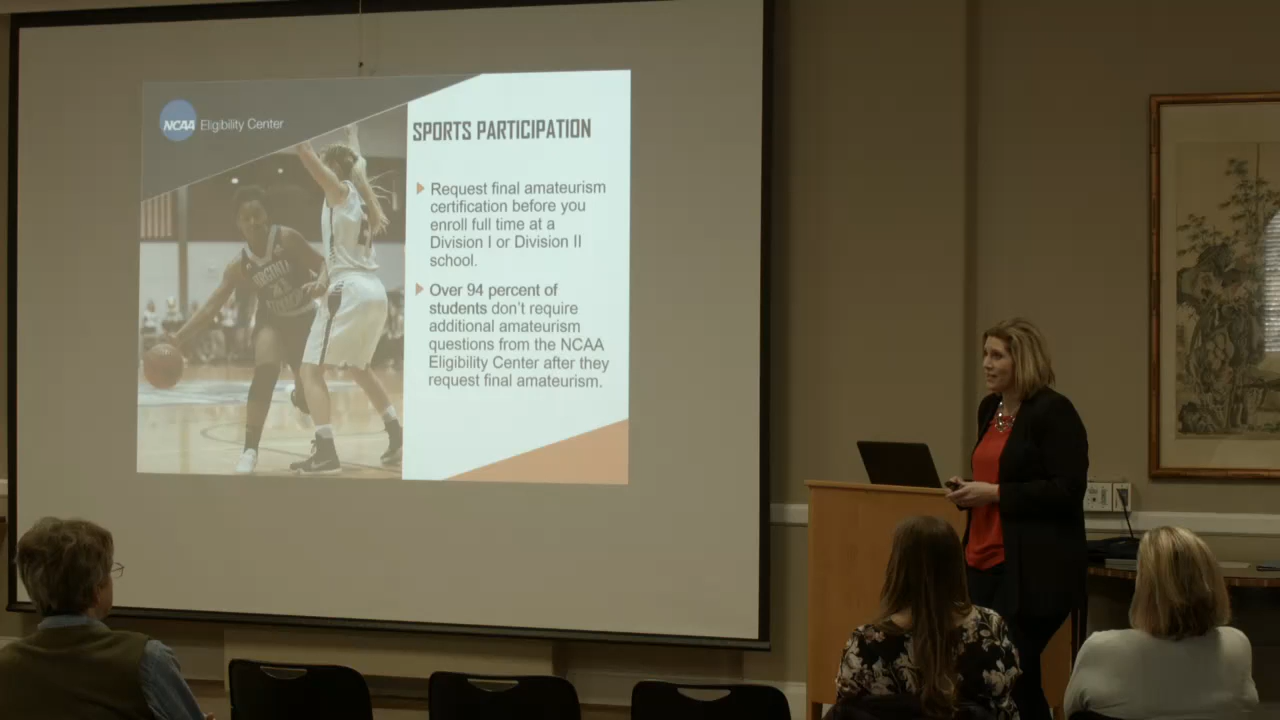 NCAA Eligibility Center
SPORTS PARTICIPATION
Request final amateurism
certification before you
enroll full time at a
Division I or Division II
school.
Over 94 percent of
students don't require
additional amateurism
questions from the NCAA
Eligibility Center after they
request final amateurism.